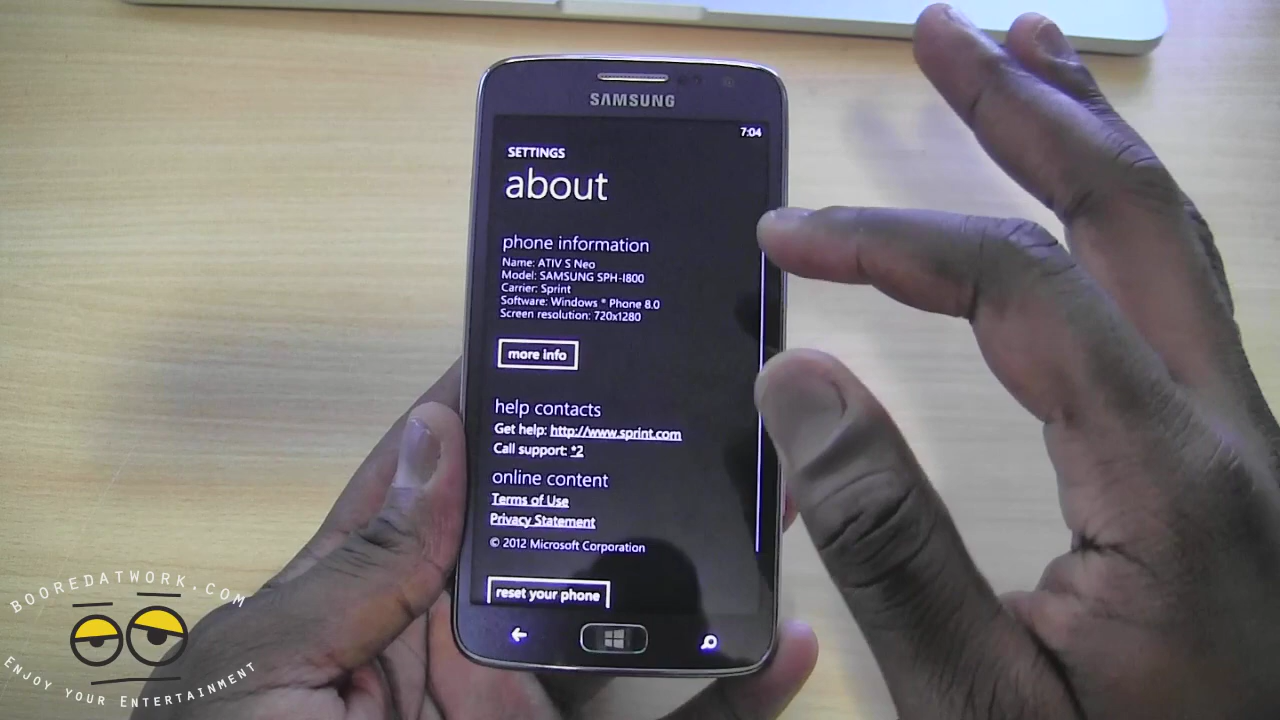 SAMSUNG
7:04
SETTINGS
about
phone information
Name: ATIV S Neo
Model: SAMSUNG SPH-I800
Carrier: Sprint
Software: Windows ® Phone 8.0
Screen resolution: 720x1280
more info
help contacts
Get help: http://www.sprint.com
Call support: *2
online content
Terms of Use
Privacy Statement
© 2012 Microsoft Corporation
reset your phone
BOOREDATWORK.COM
ENJOY YOUR ENTERTAINMENT